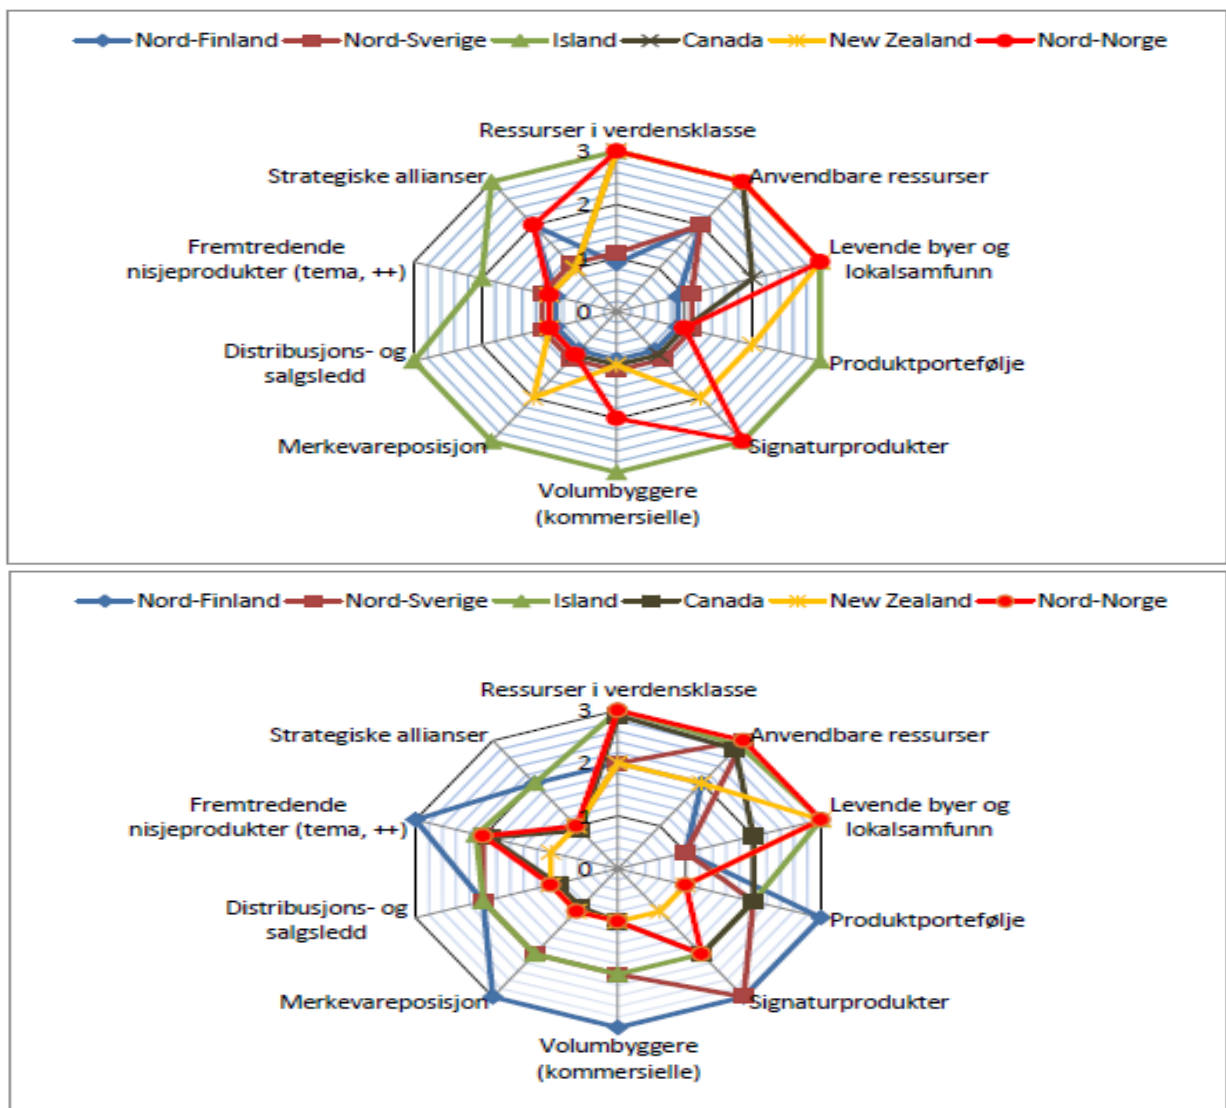 Nord-Finland Nord-Sverige Island Canada New Zealand Nord-Norge
Ressurser i verdensklasse
3
Strategiske allianser
Anvendbare ressurser
2
Fremtredende
nisjeprodukter (tema, ++)
Levende byer og
lokalsamfunn
1
0
Distribusjons- og
salgsledd
Produktportefølje
Merkevareposisjon
Signaturprodukter
Volumbyggere
(kommersielle)
Nord-Finland Nord-Sverige Island Canada New Zealand Nord-Norge
Ressurser i verdensklasse
3
Strategiske allianser
Anvendbare ressurser
2
Fremtredende
nisjeprodukter (tema, ++)
Levende byer og
lokalsamfunn
1
0
Distribusjons- og
salgsledd
Produktportefølje
Merkevareposisjon
Signaturprodukter
Volumbyggere
(kommersielle)